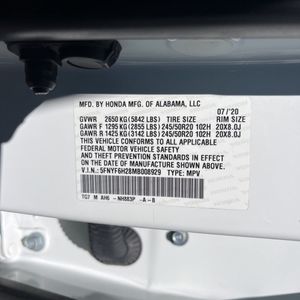 MFD. BY HONDA MFG. OF ALABAMA, LLC
07/'20
GVWR 2650 KG(5842 LBS) TIRE SIZE RIM SIZE
GAWR F 1295 KG(2855 LBS) 245/50R20 102H 20X8.0J
GAWR R 1425 KG(3142 LBS) 245/50R20 102H 20X8.0J
THIS VEHICLE CONFORMS TO ALL APPLICABLE
FEDERAL MOTOR VEHICLE SAFETY
AND THEFT PREVENTION STANDARDS IN EFFECT
ON THE DATE OF MANUFACTURE SHOWN ABOVE.
V.I.N.: 5FNYF6H28MB008929 TYPE: MPV
TG7 M AH6 -NH883P -A-B